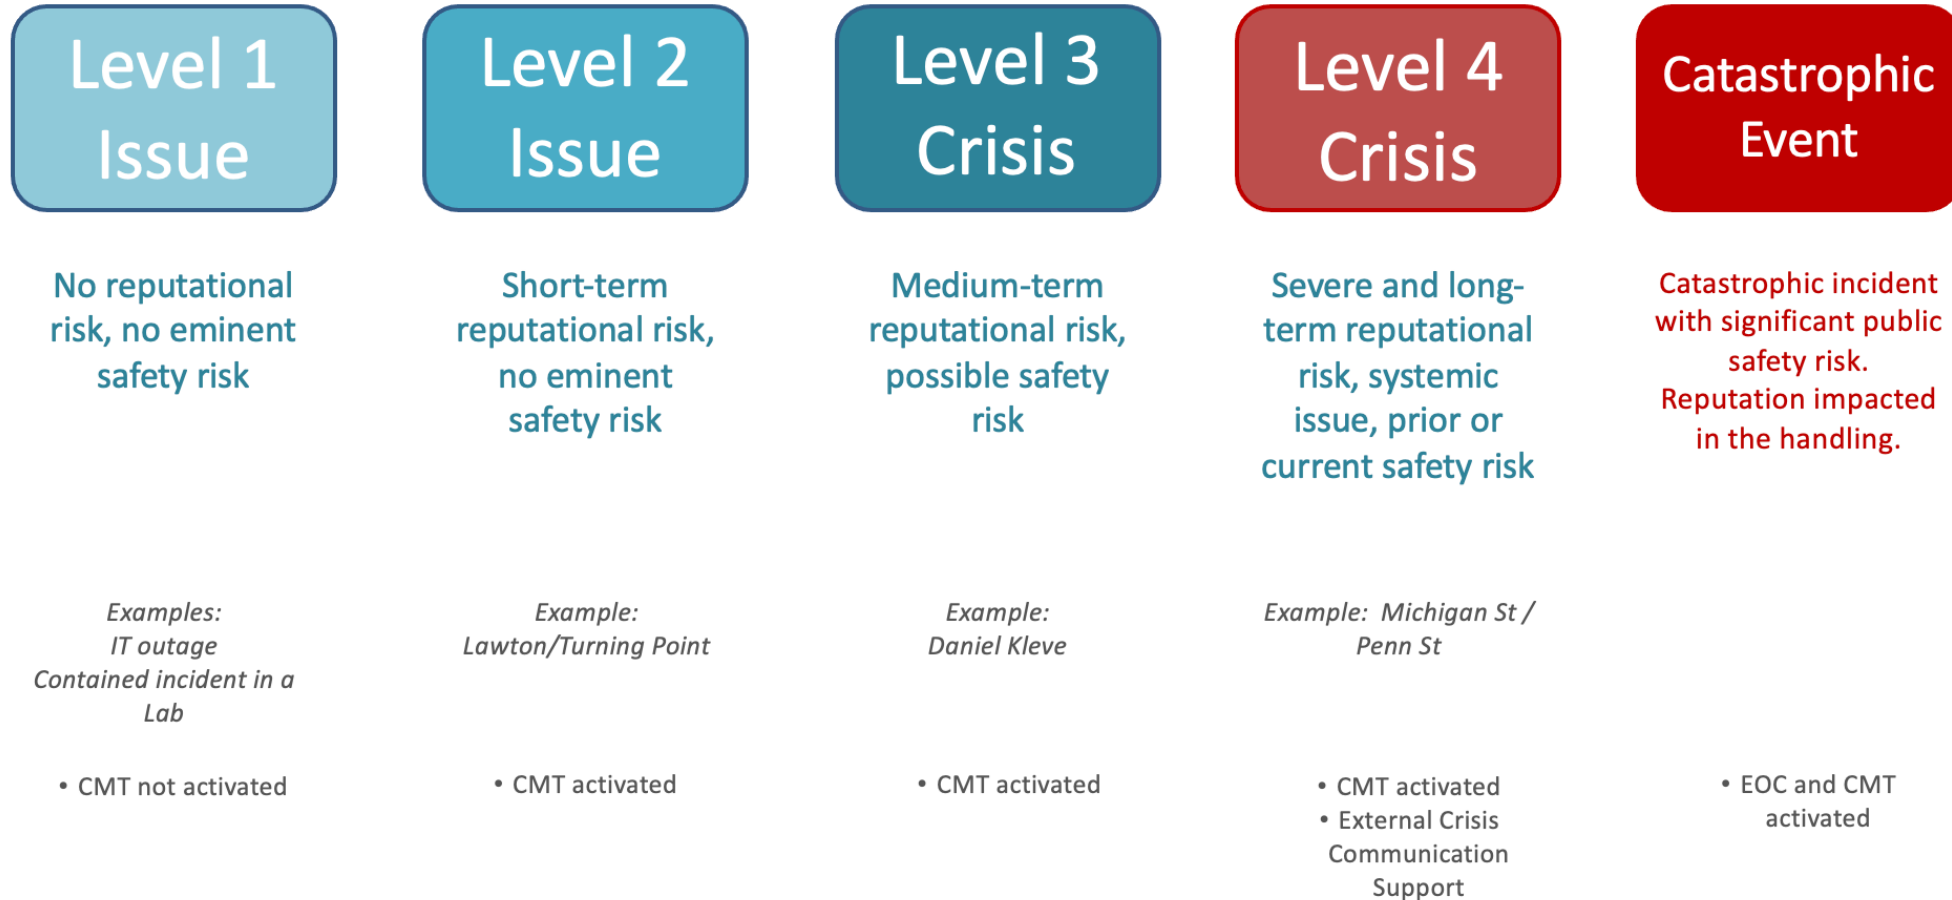 Level 1
Issue
Level 2
Issue
Level 3
Crisis
Level 4
Crisis
Catastrophic
Event
No reputational
risk, no eminent
safety risk
Short-term
reputational risk,
no eminent
safety risk
Medium-term
reputational risk,
possible safety
risk
Severe and long-
term reputational
risk, systemic
issue, prior or
current safety risk
Catastrophic incident
with significant public
safety risk.
Reputation impacted
in the handling.
Examples:
IT outage
Contained incident in a
Lab
Example:
Lawton/Turning Point
Example:
Daniel Kleve
Example:  Michigan St /
Penn St
• CMT not activated
• CMT activated
• CMT activated
• CMT activated
• External Crisis
Communication
Support
• EOC and CMT
activated